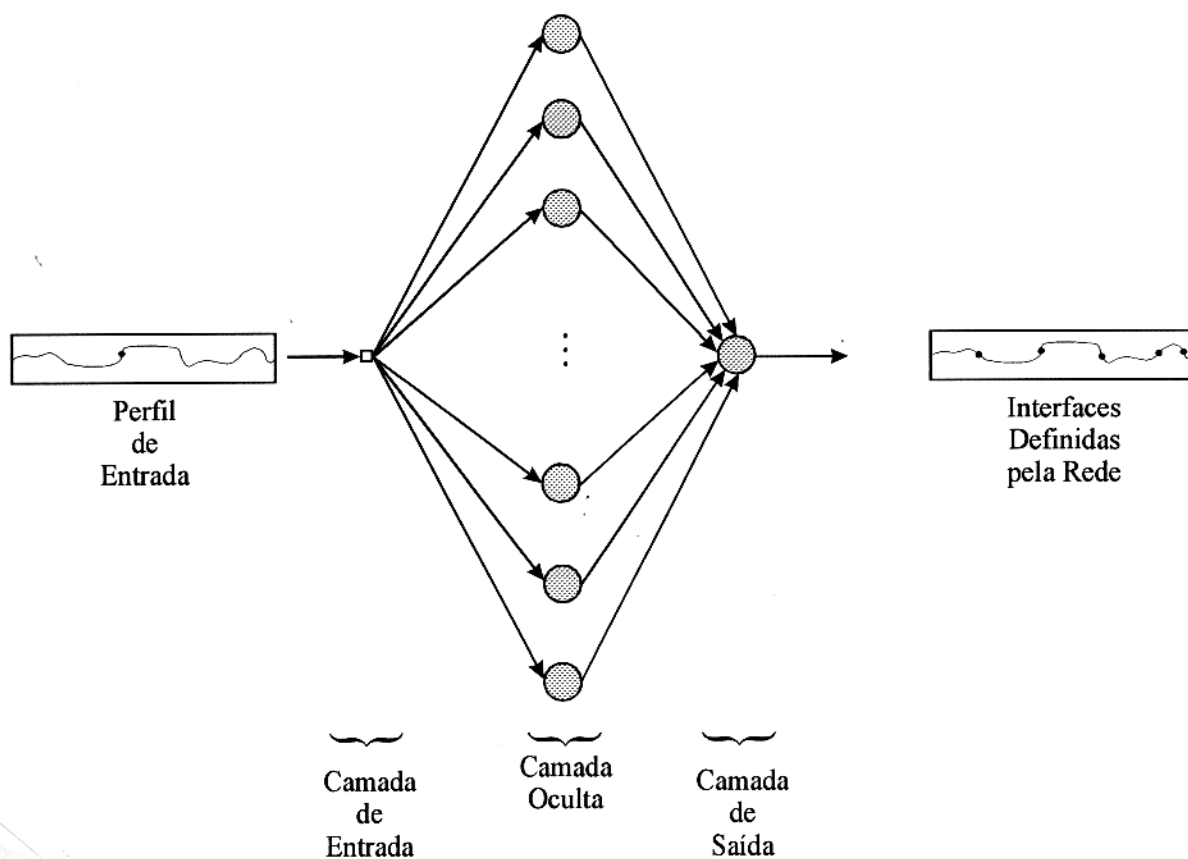 Perfil
de
Entrada
Interfaces
Definidas
pela Rede
Camada
de
Entrada
Camada
Oculta
Camada
de
Saída